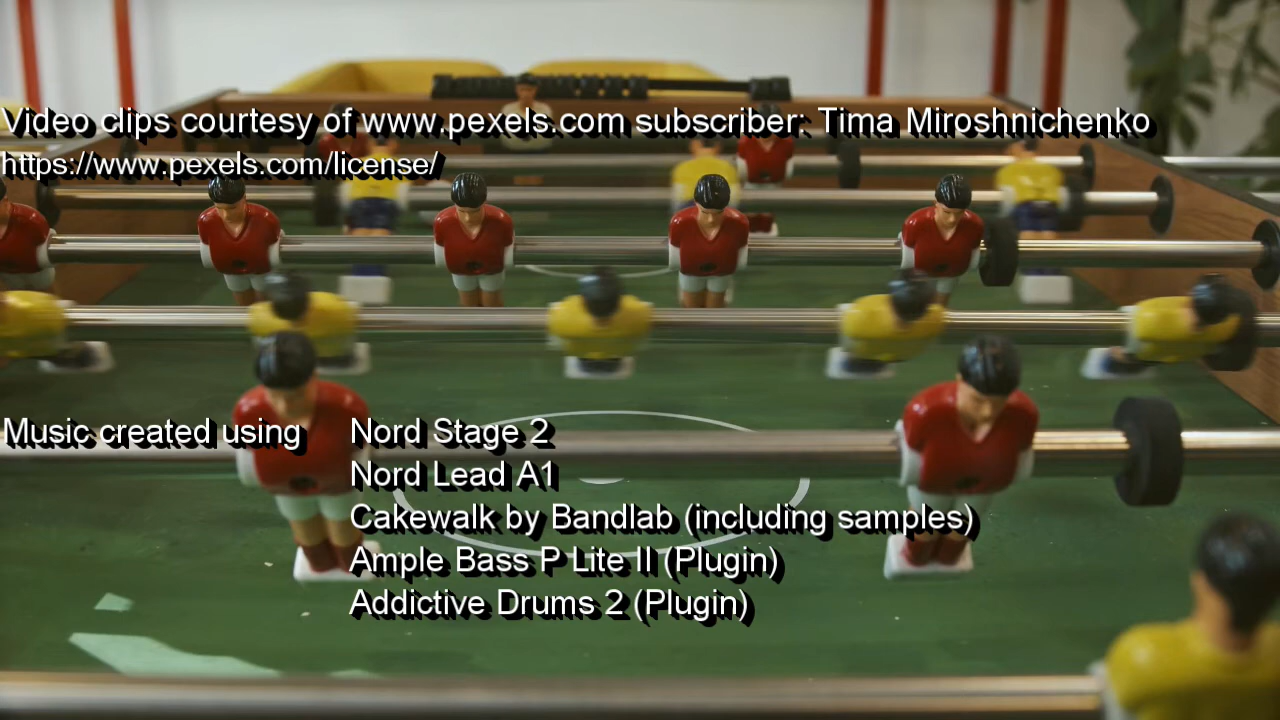 Video clips courtesy of www.pexels.com subscriber: Tima Miroshnichenko
https://www.pexels.com/license/
Music created using Nord Stage 2
Nord Lead A1
Cakewalk by Bandlab (including samples)
Ample Bass P Lite II (Plugin)
Addictive Drums 2 (Plugin)